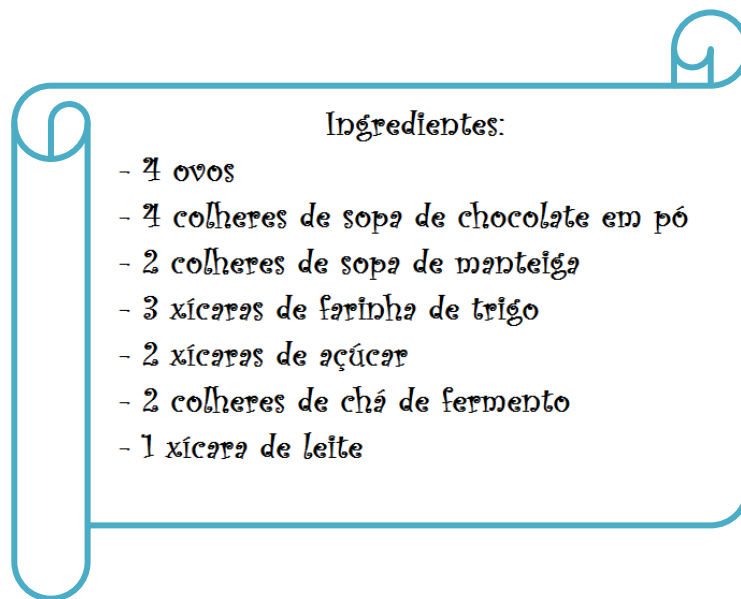 Ingredientes:
- 4 ovos
- 4 colheres de sopa de chocolate em pó
- 2 colheres de sopa de manteiga
- 3 xícaras de farinha de trigo
- 2 xícaras de açúcar
- 2 colheres de chá de fermento
- 1 xícara de leite